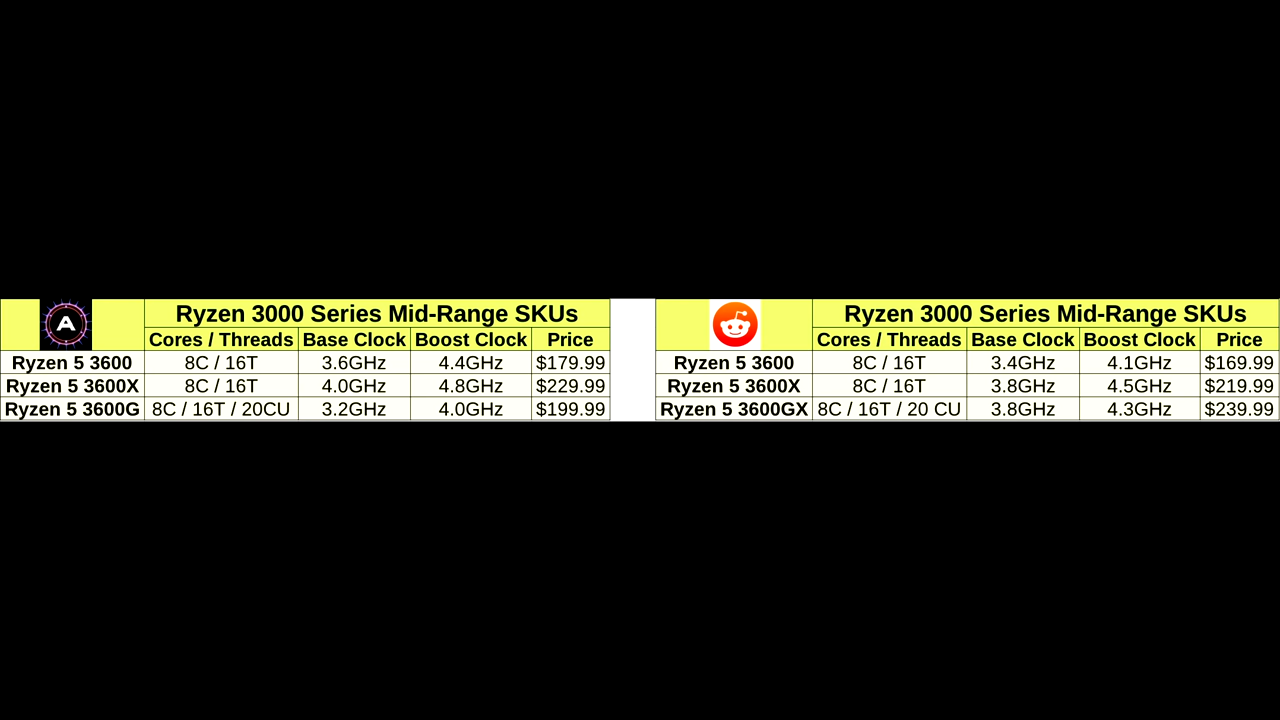 A
Ryzen 3000 Series Mid-Range SKUs
Cores / Threads Base Clock Boost Clock Price
Ryzen 5 3600 8C / 16T 3.6GHz 4.4GHz $179.99
Ryzen 5 3600X 8C / 16T 4.0GHz 4.8GHz $229.99
Ryzen 5 3600G 8C / 16T / 20CU 3.2GHz 4.0GHz $199.99
Ryzen 3000 Series Mid-Range SKUs
Cores / Threads Base Clock Boost Clock Price
Ryzen 5 3600 8C / 16T 3.4GHz 4.1GHz $169.99
Ryzen 5 3600X 8C / 16T 3.8GHz 4.5GHz $219.99
Ryzen 5 3600GX 8C / 16T / 20 CU 3.8GHz 4.3GHz $239.99